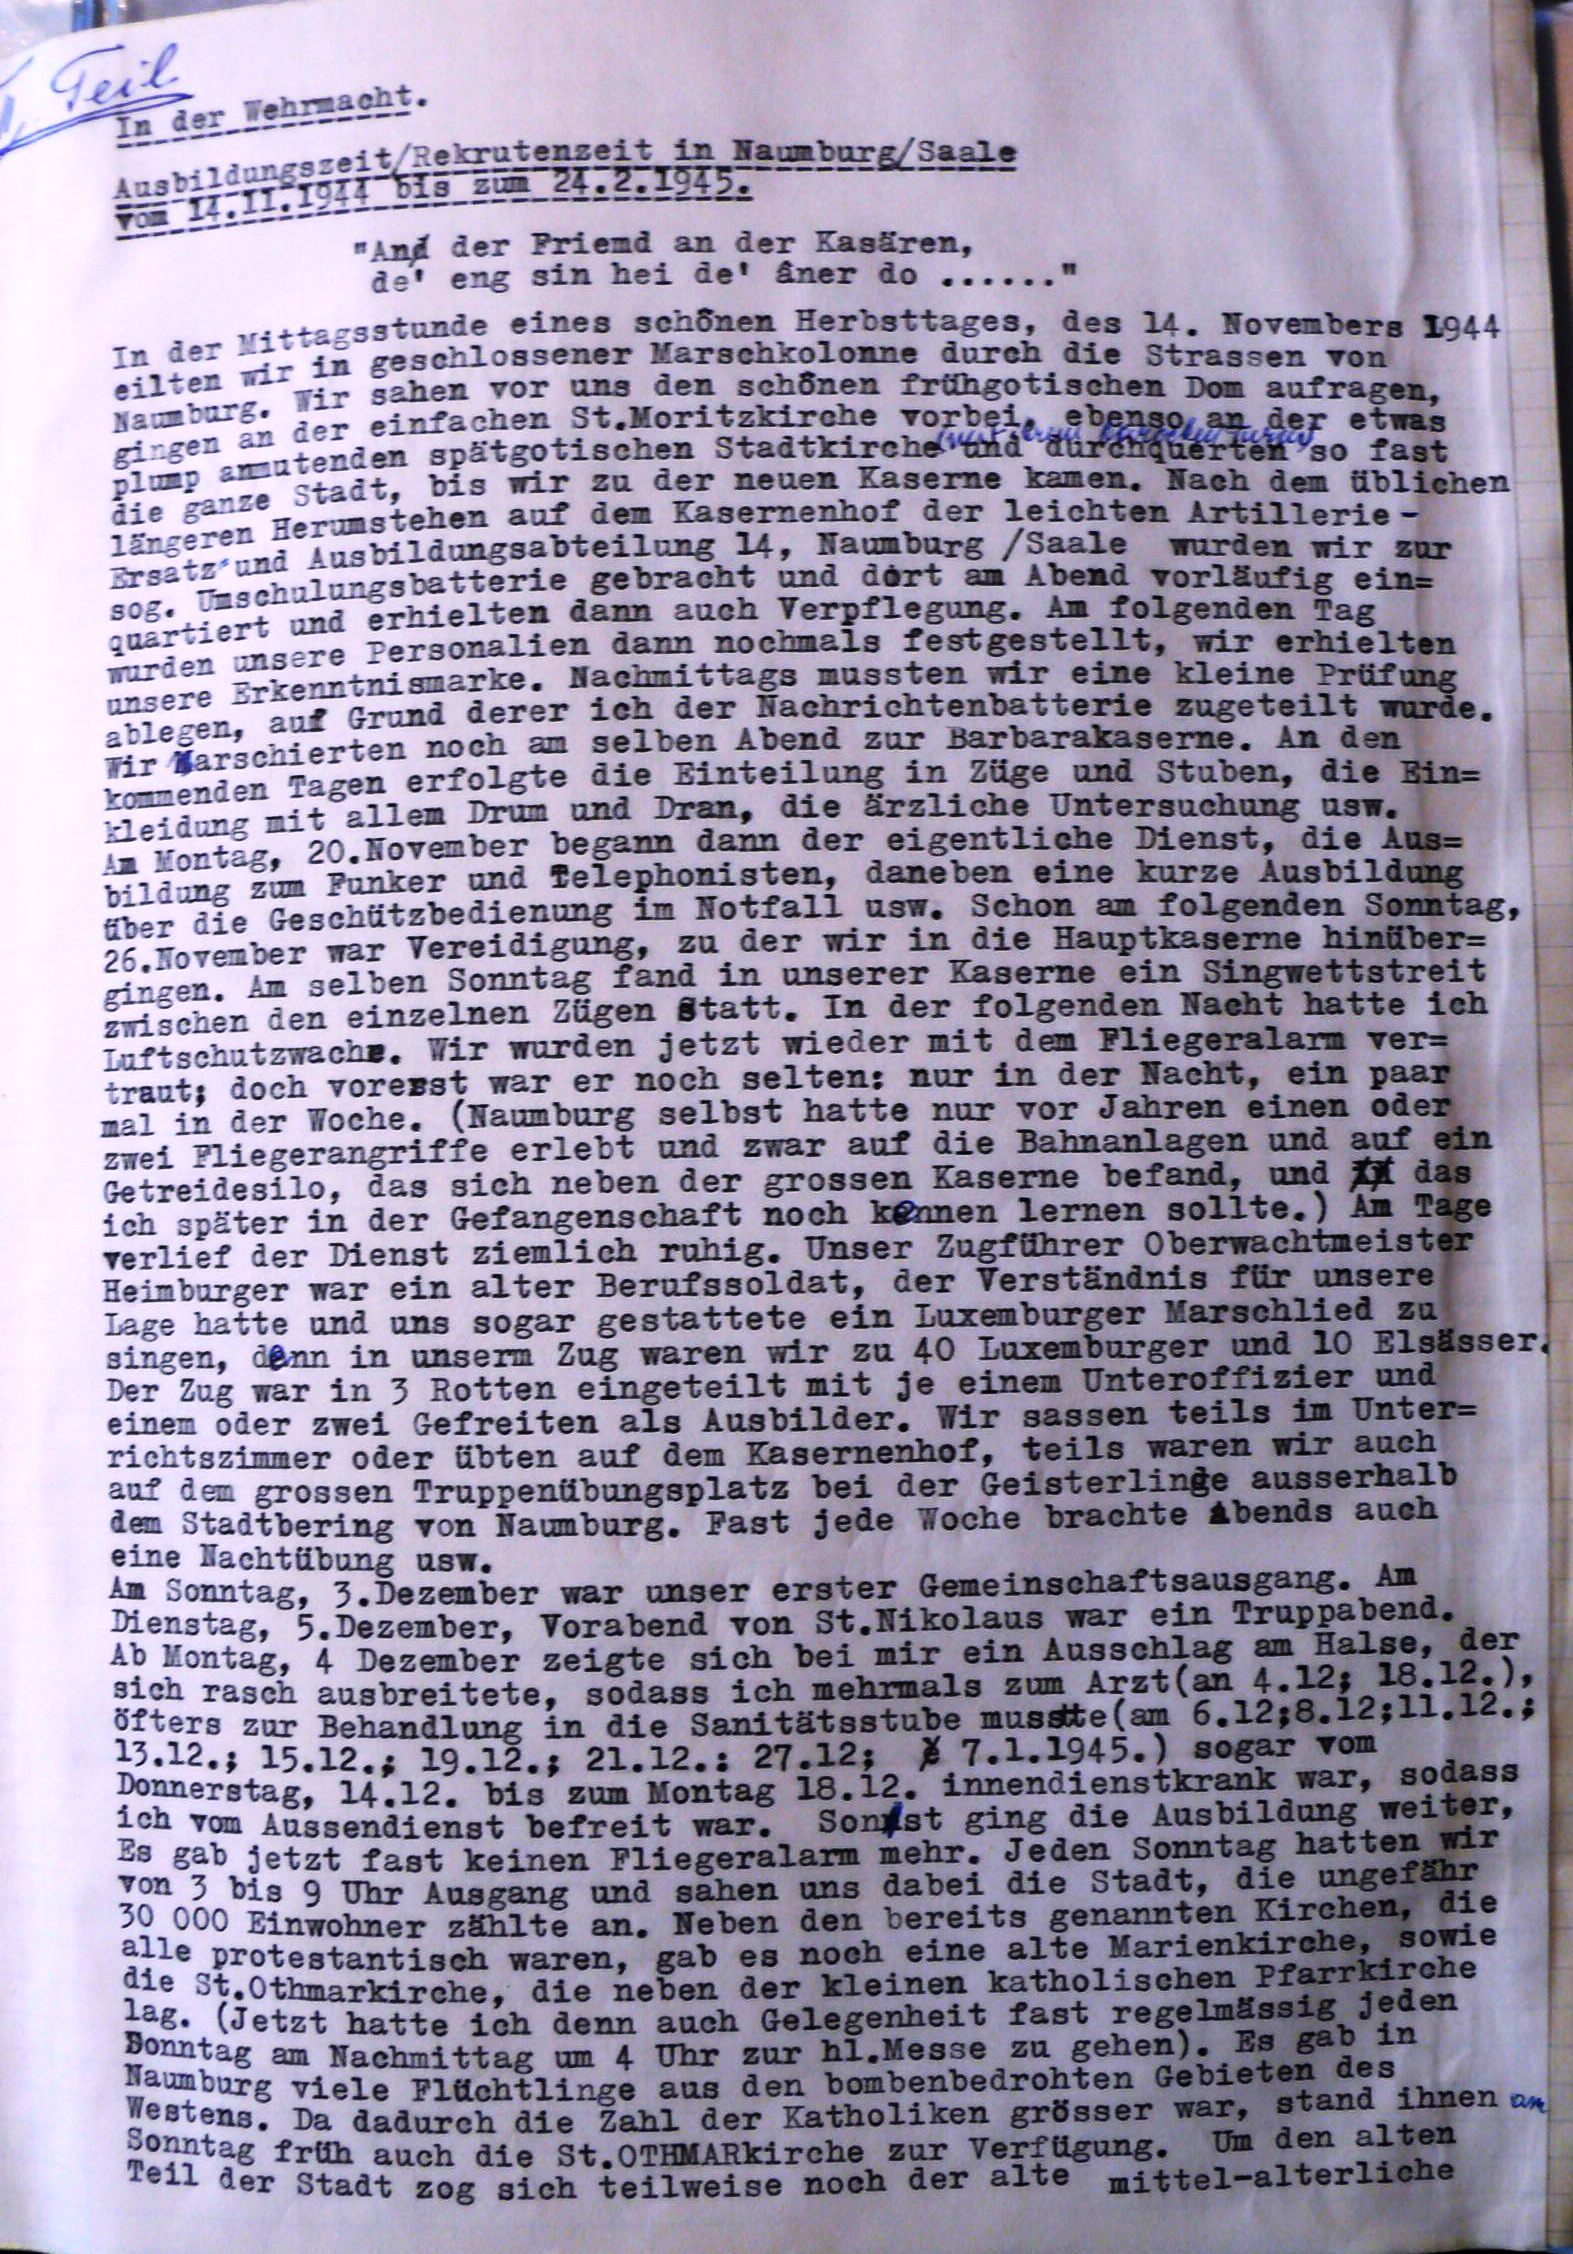 Teil
In der Wehrmacht.
Ausbildungszeit/Rekrutenzeit in Naumburg/Saale
vom 14.11.1944 bis zum 24.2.1945.
"An der Friemd an der Kasären,
de' eng sin hei de' âner do ......"
In der Mittagsstunde eines schönen Herbsttages, des 14. Novembers 1944
eilten wir in geschlossener Marschkolonne durch die Strassen von
Naumburg. Wir sahen vor uns den schönen frühgotischen Dom aufragen,
gingen an der einfachen St.Moritzkirche vorbei, ebenso an der etwas
plump anmutenden spätgotischen Stadtkirche und durchquerten so fast
die ganze Stadt, bis wir zu der neuen Kaserne kamen. Nach dem üblichen
längeren Herumstehen auf dem Kasernenhof der leichten Artillerie-
Ersatz und Ausbildungsabteilung 14, Naumburg /Saale wurden wir zur
sog. Umschulungsbatterie gebracht und dort am Abend vorläufig ein=
quartiert und erhielten dann auch Verpflegung. Am folgenden Tag
wurden unsere Personalien dann nochmals festgestellt, wir erhielten
unsere Erkenntnismarke. Nachmittags mussten wir eine kleine Prüfung
ablegen, auf Grund derer ich der Nachrichtenbatterie zugeteilt wurde.
Wir Marschierten noch am selben Abend zur Barbarakaserne. An den
kommenden Tagen erfolgte die Einteilung in Züge und Stuben, die Ein=
kleidung mit allem Drum und Dran, die ärzliche Untersuchung usw.
Am Montag, 20.November begann dann der eigentliche Dienst, die Aus=
bildung zum Funker und Telephonisten, daneben eine kurze Ausbildung
über die Geschützbedienung im Notfall usw. Schon am folgenden Sonntag,
26.November war Vereidigung, zu der wir in die Hauptkaserne hinüber=
gingen. Am selben Sonntag fand in unserer Kaserne ein Singwettstreit
zwischen den einzelnen Zügen statt. In der folgenden Nacht hatte ich
Luftschutzwache. Wir wurden jetzt wieder mit dem Fliegeralarm ver=
traut; doch vorerst war er noch selten: nur in der Nacht, ein paar
mal in der Woche. (Naumburg selbst hatte nur vor Jahren einen oder
zwei Fliegerangriffe erlebt und zwar auf die Bahnanlagen und auf ein
Getreidesilo, das sich neben der grossen Kaserne befand, und das
ich später in der Gefangenschaft noch kennen lernen sollte.) Am Tage
verlief der Dienst ziemlich ruhig. Unser Zugführer Oberwachtmeister
Heimburger war ein alter Berufssoldat, der Verständnis für unsere
Lage hatte und uns sogar gestattete ein Luxemburger Marschlied zu
singen, denn in unserm Zug waren wir zu 40 Luxemburger und 10 Elsässer.
Der Zug war in 3 Rotten eingeteilt mit je einem Unteroffizier und
einem oder zwei Gefreiten als Ausbilder. Wir sassen teils im Unter=
richtszimmer oder übten auf dem Kasernenhof, teils waren wir auch
auf dem grossen Truppenübungsplatz bei der Geisterlinge ausserhalb
dem Stadtbering von Naumburg. Fast jede Woche brachte Abends auch
eine Nachtübung usw.
Am Sonntag, 3.Dezember war unser erster Gemeinschaftsausgang. Am
Dienstag, 5.Dezember, Vorabend von St.Nikolaus war ein Truppabend.
Ab Montag, 4 Dezember zeigte sich bei mir ein Ausschlag am Halse, der
sich rasch ausbreitete, sodass ich mehrmals zum Arzt(an 4.12; 18.12.),
öfters zur Behandlung in die Sanitätsstube musste(am 6.12;8.12;11.12.;
13.12.; 15.12.; 19.12.; 21.12.: 27.12; 7.1.1945.) sogar vom
Donnerstag, 14.12. bis zum Montag 18.12. innendienstkrank war, sodass
ich vom Aussendienst befreit war. Sonst ging die Ausbildung weiter,
Es gab jetzt fast keinen Fliegeralarm mehr. Jeden Sonntag hatten wir
von 3 bis 9 Uhr Ausgang und sahen uns dabei die Stadt, die ungefähr
30 000 Einwohner zählte an. Neben den bereits genannten Kirchen, die
alle protestantisch waren, gab es noch eine alte Marienkirche, sowie
die St.Othmarkirche, die neben der kleinen katholischen Pfarrkirche
lag. (Jetzt hatte ich denn auch Gelegenheit fast regelmässig jeden
Sonntag am Nachmittag um 4 Uhr zur hl.Messe zu gehen). Es gab in
Naumburg viele Flüchtlinge aus den bombenbedrohten Gebieten des
Westens. Da dadurch die Zahl der Katholiken grösser war, stand ihnen am
Sonntag früh auch die St.OTHMARkirche zur Verfügung. Um den alten
Teil der Stadt zog sich teilweise noch der alte mittel-alterliche